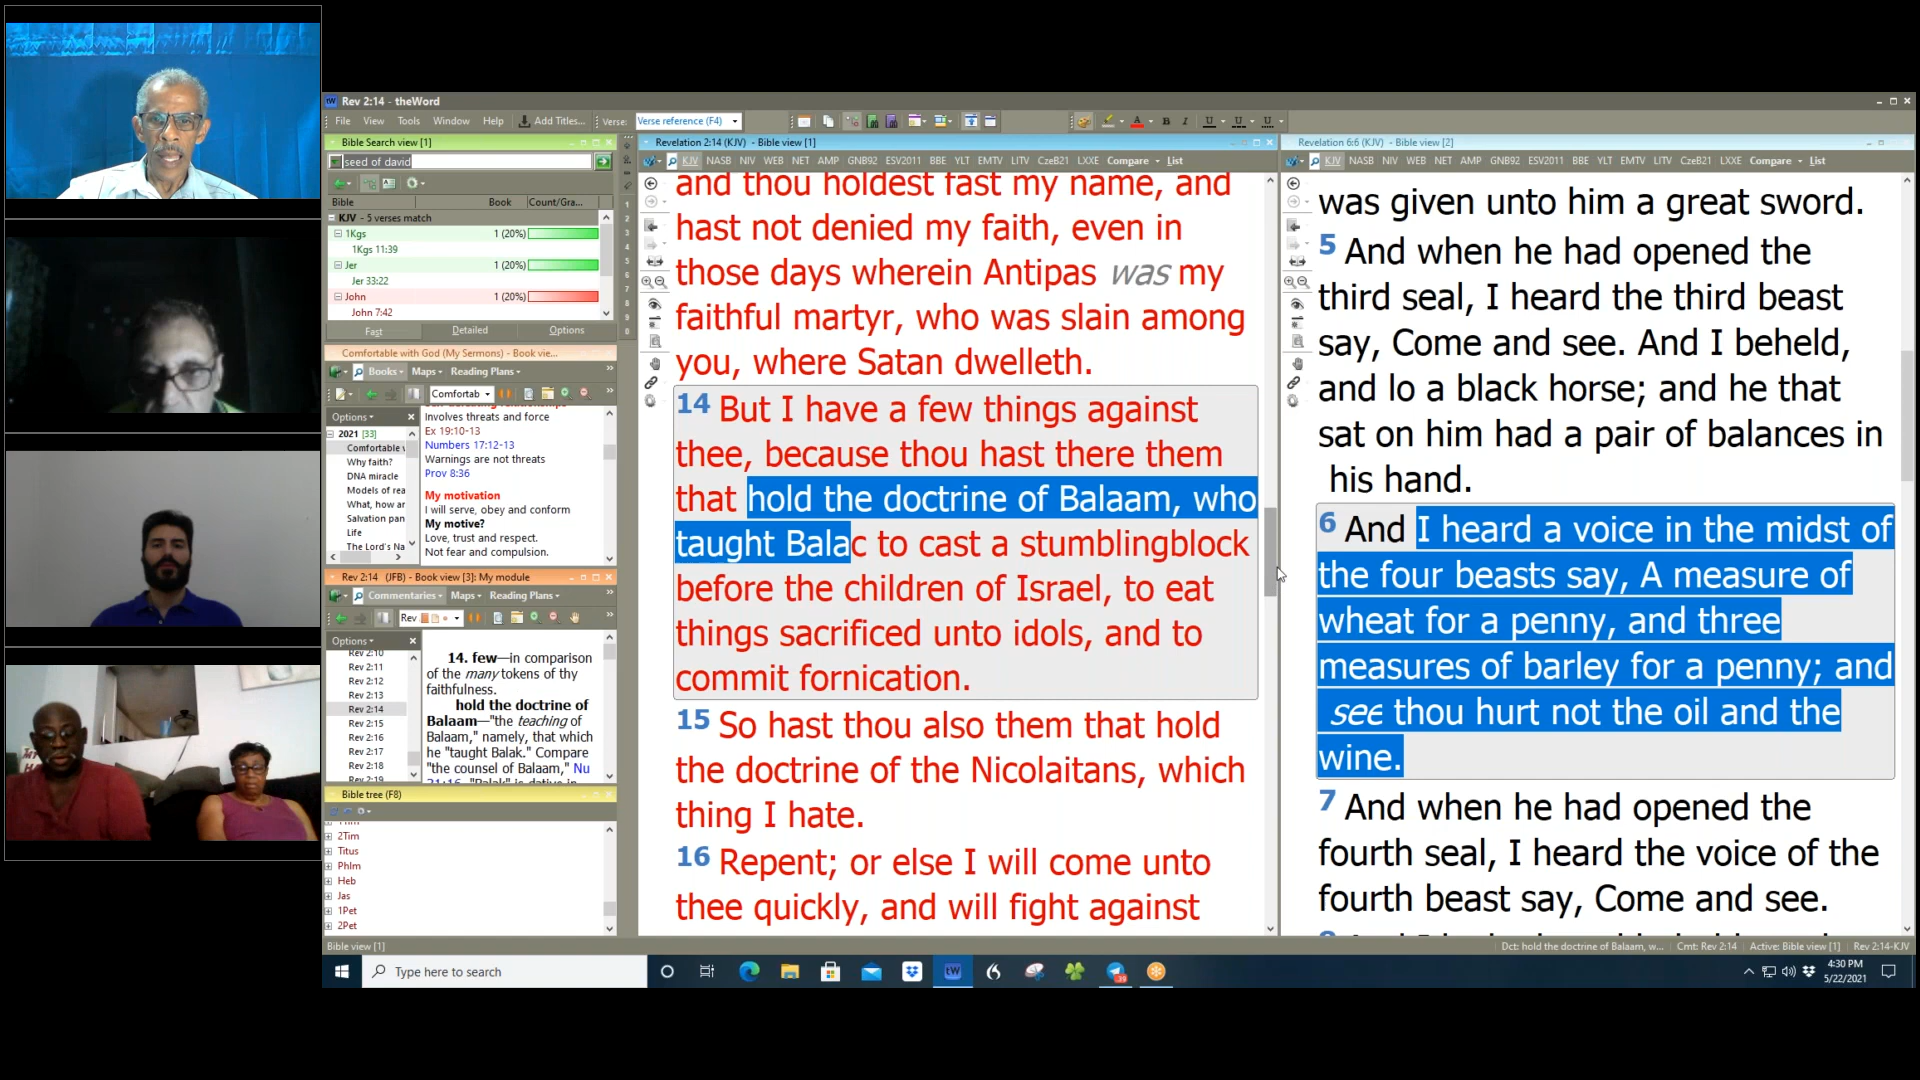 Rev 2:14 - theWord
File View Tools Window Help Add Titles... Verse: Verse reference (F4)
Bible Search view [1]
seed of david
Bible Book Count/Gra...
KJV - 5 verses match
1Kgs 1 (20%)
1Kgs 11:39
Jer 1 (20%)
Jer 33:22
John 1 (20%)
John 7:42
Fast Detailed Options
Comfortable with God (My Sermons) - Book vie...
Books Maps Reading Plans
Comfortab
Options
2021 [33]
Comfortable
Why faith?
DNA miracle
Models of rea
What, how ar
Salvation pan
Life
The Lord's Na
Involves threats and force
Ex 19:10-13
Numbers 17:12-13
Warnings are not threats
Prov 8:36
My motivation
I will serve, obey and conform
My motive?
Love, trust and respect.
Not fear and compulsion.
Rev 2:14 (JFB) - Book view [3]: My module
Commentaries Maps Reading Plans
Rev
Options
Rev 2:10
Rev 2:11
Rev 2:12
Rev 2:13
Rev 2:14
Rev 2:15
Rev 2:16
Rev 2:17
Rev 2:18
Rev 2:19
14. few—in comparison
of the many tokens of thy
faithfulness.
hold the doctrine of
Balaam—"the teaching of
Balaam," namely, that which
he "taught Balak." Compare
"the counsel of Balaam," Nu
Bible tree (F8)
2Tim
Titus
Phlm
Heb
Jas
1Pet
2Pet
Bible view [1]
Revelation 2:14 (KJV) - Bible view [1]
KJV NASB NIV WEB NET AMP GNB92 ESV2011 BBE YLT EMTV LITV CzeB21 LXXE Compare List
and thou holdest fast my name, and
hast not denied my faith, even in
those days wherein Antipas was my
faithful martyr, who was slain among
you, where Satan dwelleth.
14 But I have a few things against
thee, because thou hast there them
that hold the doctrine of Balaam, who
taught Balac to cast a stumblingblock
before the children of Israel, to eat
things sacrificed unto idols, and to
commit fornication.
15 So hast thou also them that hold
the doctrine of the Nicolaitans, which
thing I hate.
16 Repent; or else I will come unto
thee quickly, and will fight against
Revelation 6:6 (KJV) - Bible view [2]
KJV NASB NIV WEB NET AMP GNB92 ESV2011 BBE YLT EMTV LITV CzeB21 LXXE Compare List
was given unto him a great sword.
5 And when he had opened the
third seal, I heard the third beast
say, Come and see. And I beheld,
and lo a black horse; and he that
sat on him had a pair of balances in
his hand.
6 And I heard a voice in the midst of
the four beasts say, A measure of
wheat for a penny, and three
measures of barley for a penny; and
see thou hurt not the oil and the
wine.
7 And when he had opened the
fourth seal, I heard the voice of the
fourth beast say, Come and see.
Dct: hold the doctrine of Balaam, w... Cmt: Rev 2:14 Active: Bible view [1] Rev 2:14-KJV
Type here to search
4:30 PM
5/22/2021